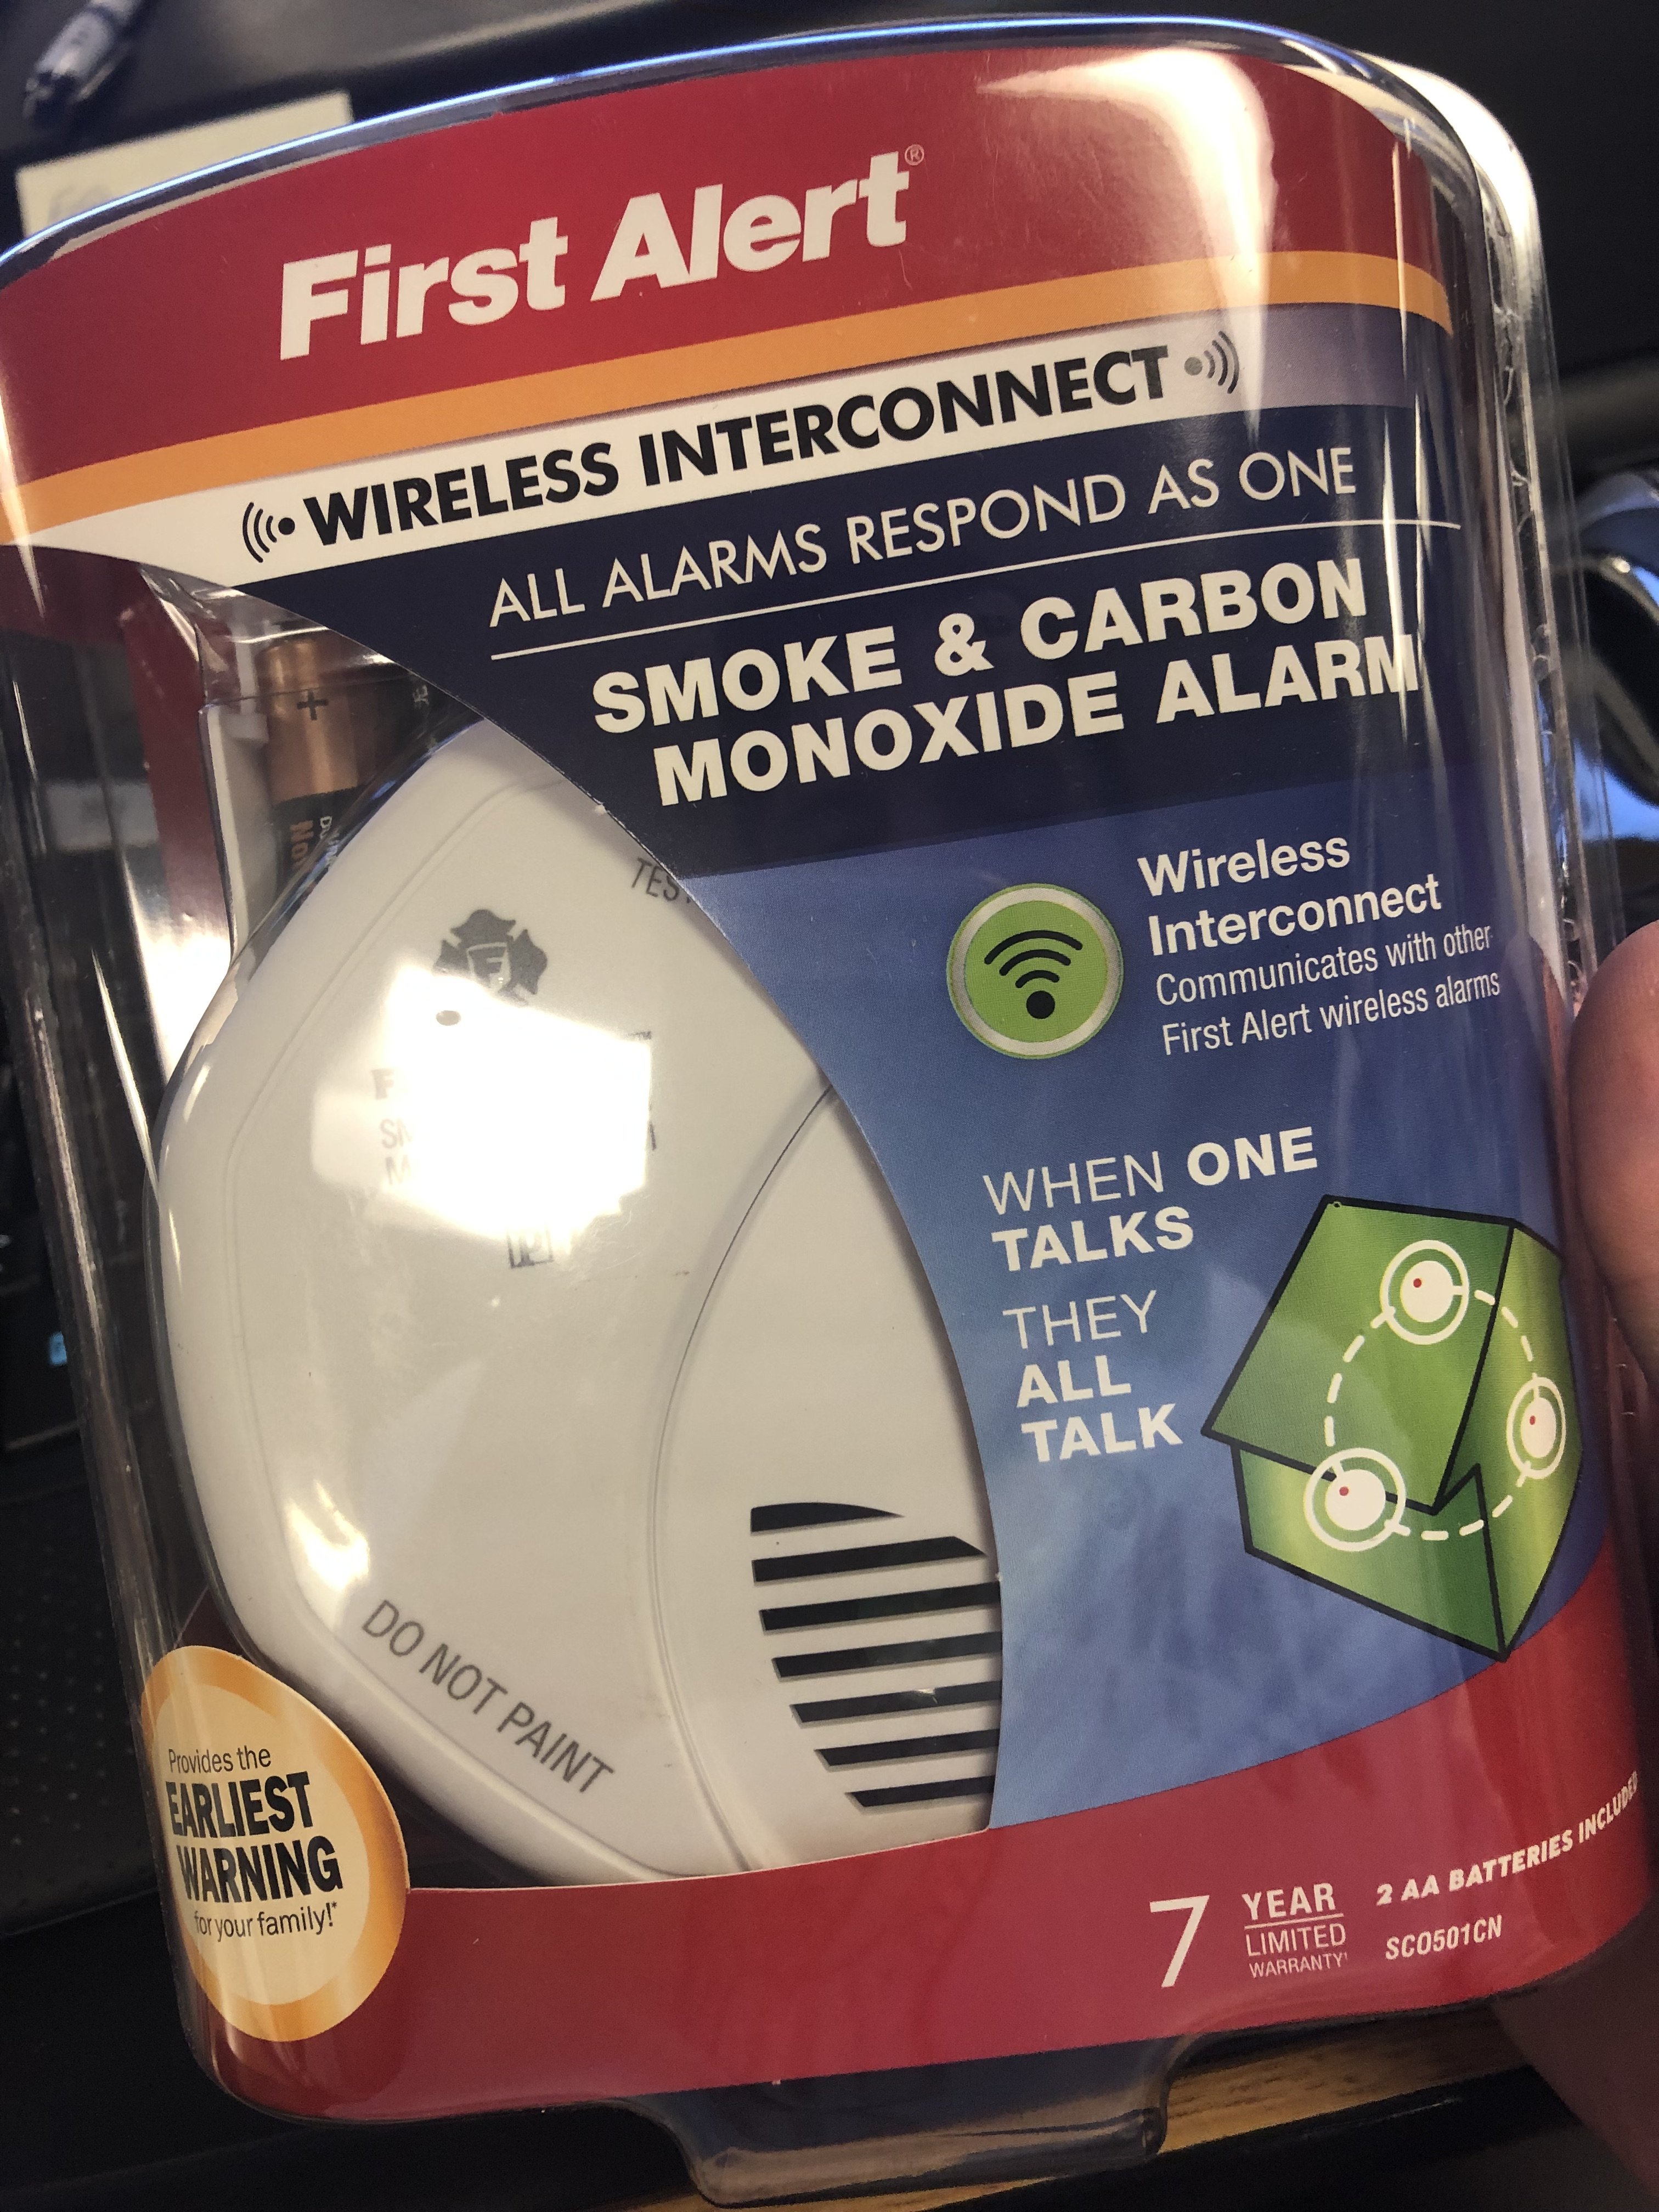 First Alert®
WIRELESS INTERCONNECT
ALL ALARMS RESPOND AS ONE
SMOKE & CARBON
MONOXIDE ALARM
Wireless
Interconnect
Communicates with other
First Alert wireless alarms
WHEN ONE
TALKS
THEY
ALL
TALK
DO NOT PAINT
Provides the
EARLIEST
WARNING
for your family!*
7 YEAR
LIMITED
WARRANTY†
2 AA BATTERIES INCLUDED
SCO501CN